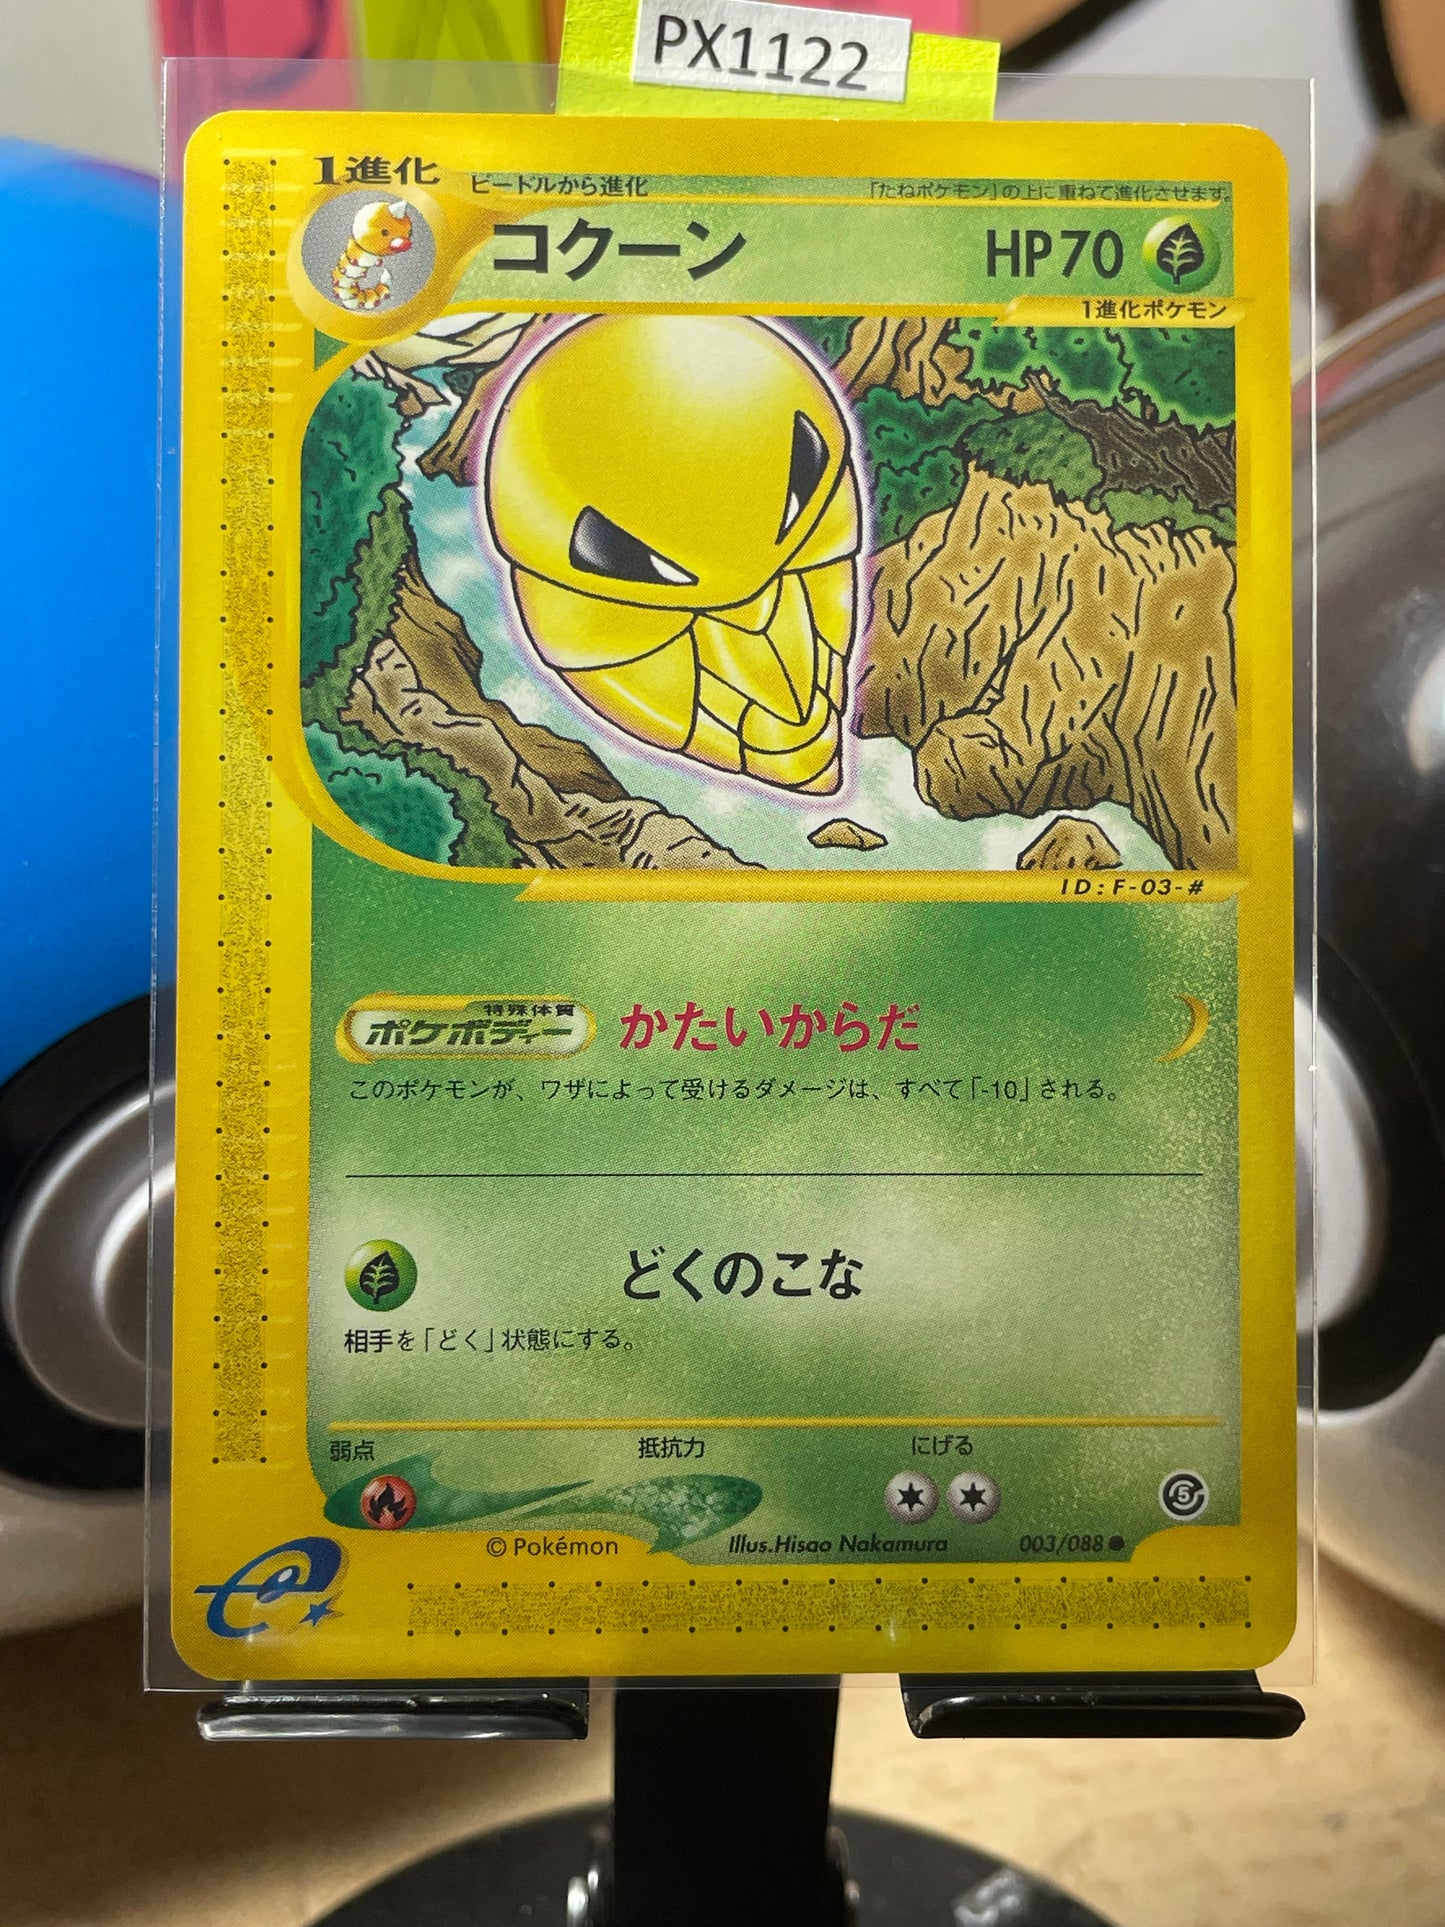 PX1122
1進化
ビードルから進化
「たねポケモン」の上に重ねて進化させます。
コクーン
HP70
1進化ポケモン
ID:F-03-#
特殊体質
ポケボディー
かたいからだ
このポケモンが、ワザによって受けるダメージは、すべて「-10」される。
どくのこな
相手を「どく」状態にする。
弱点
抵抗力
にげる
5
© Pokémon
Illus.Hisao Nakamura
003/088●
e